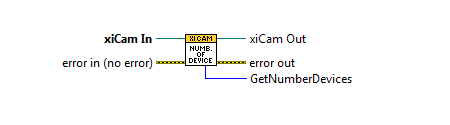 xiCam In
XICAM
xiCam Out
NUMB.
OF
DEVICE
error in (no error)
error out
GetNumberDevices